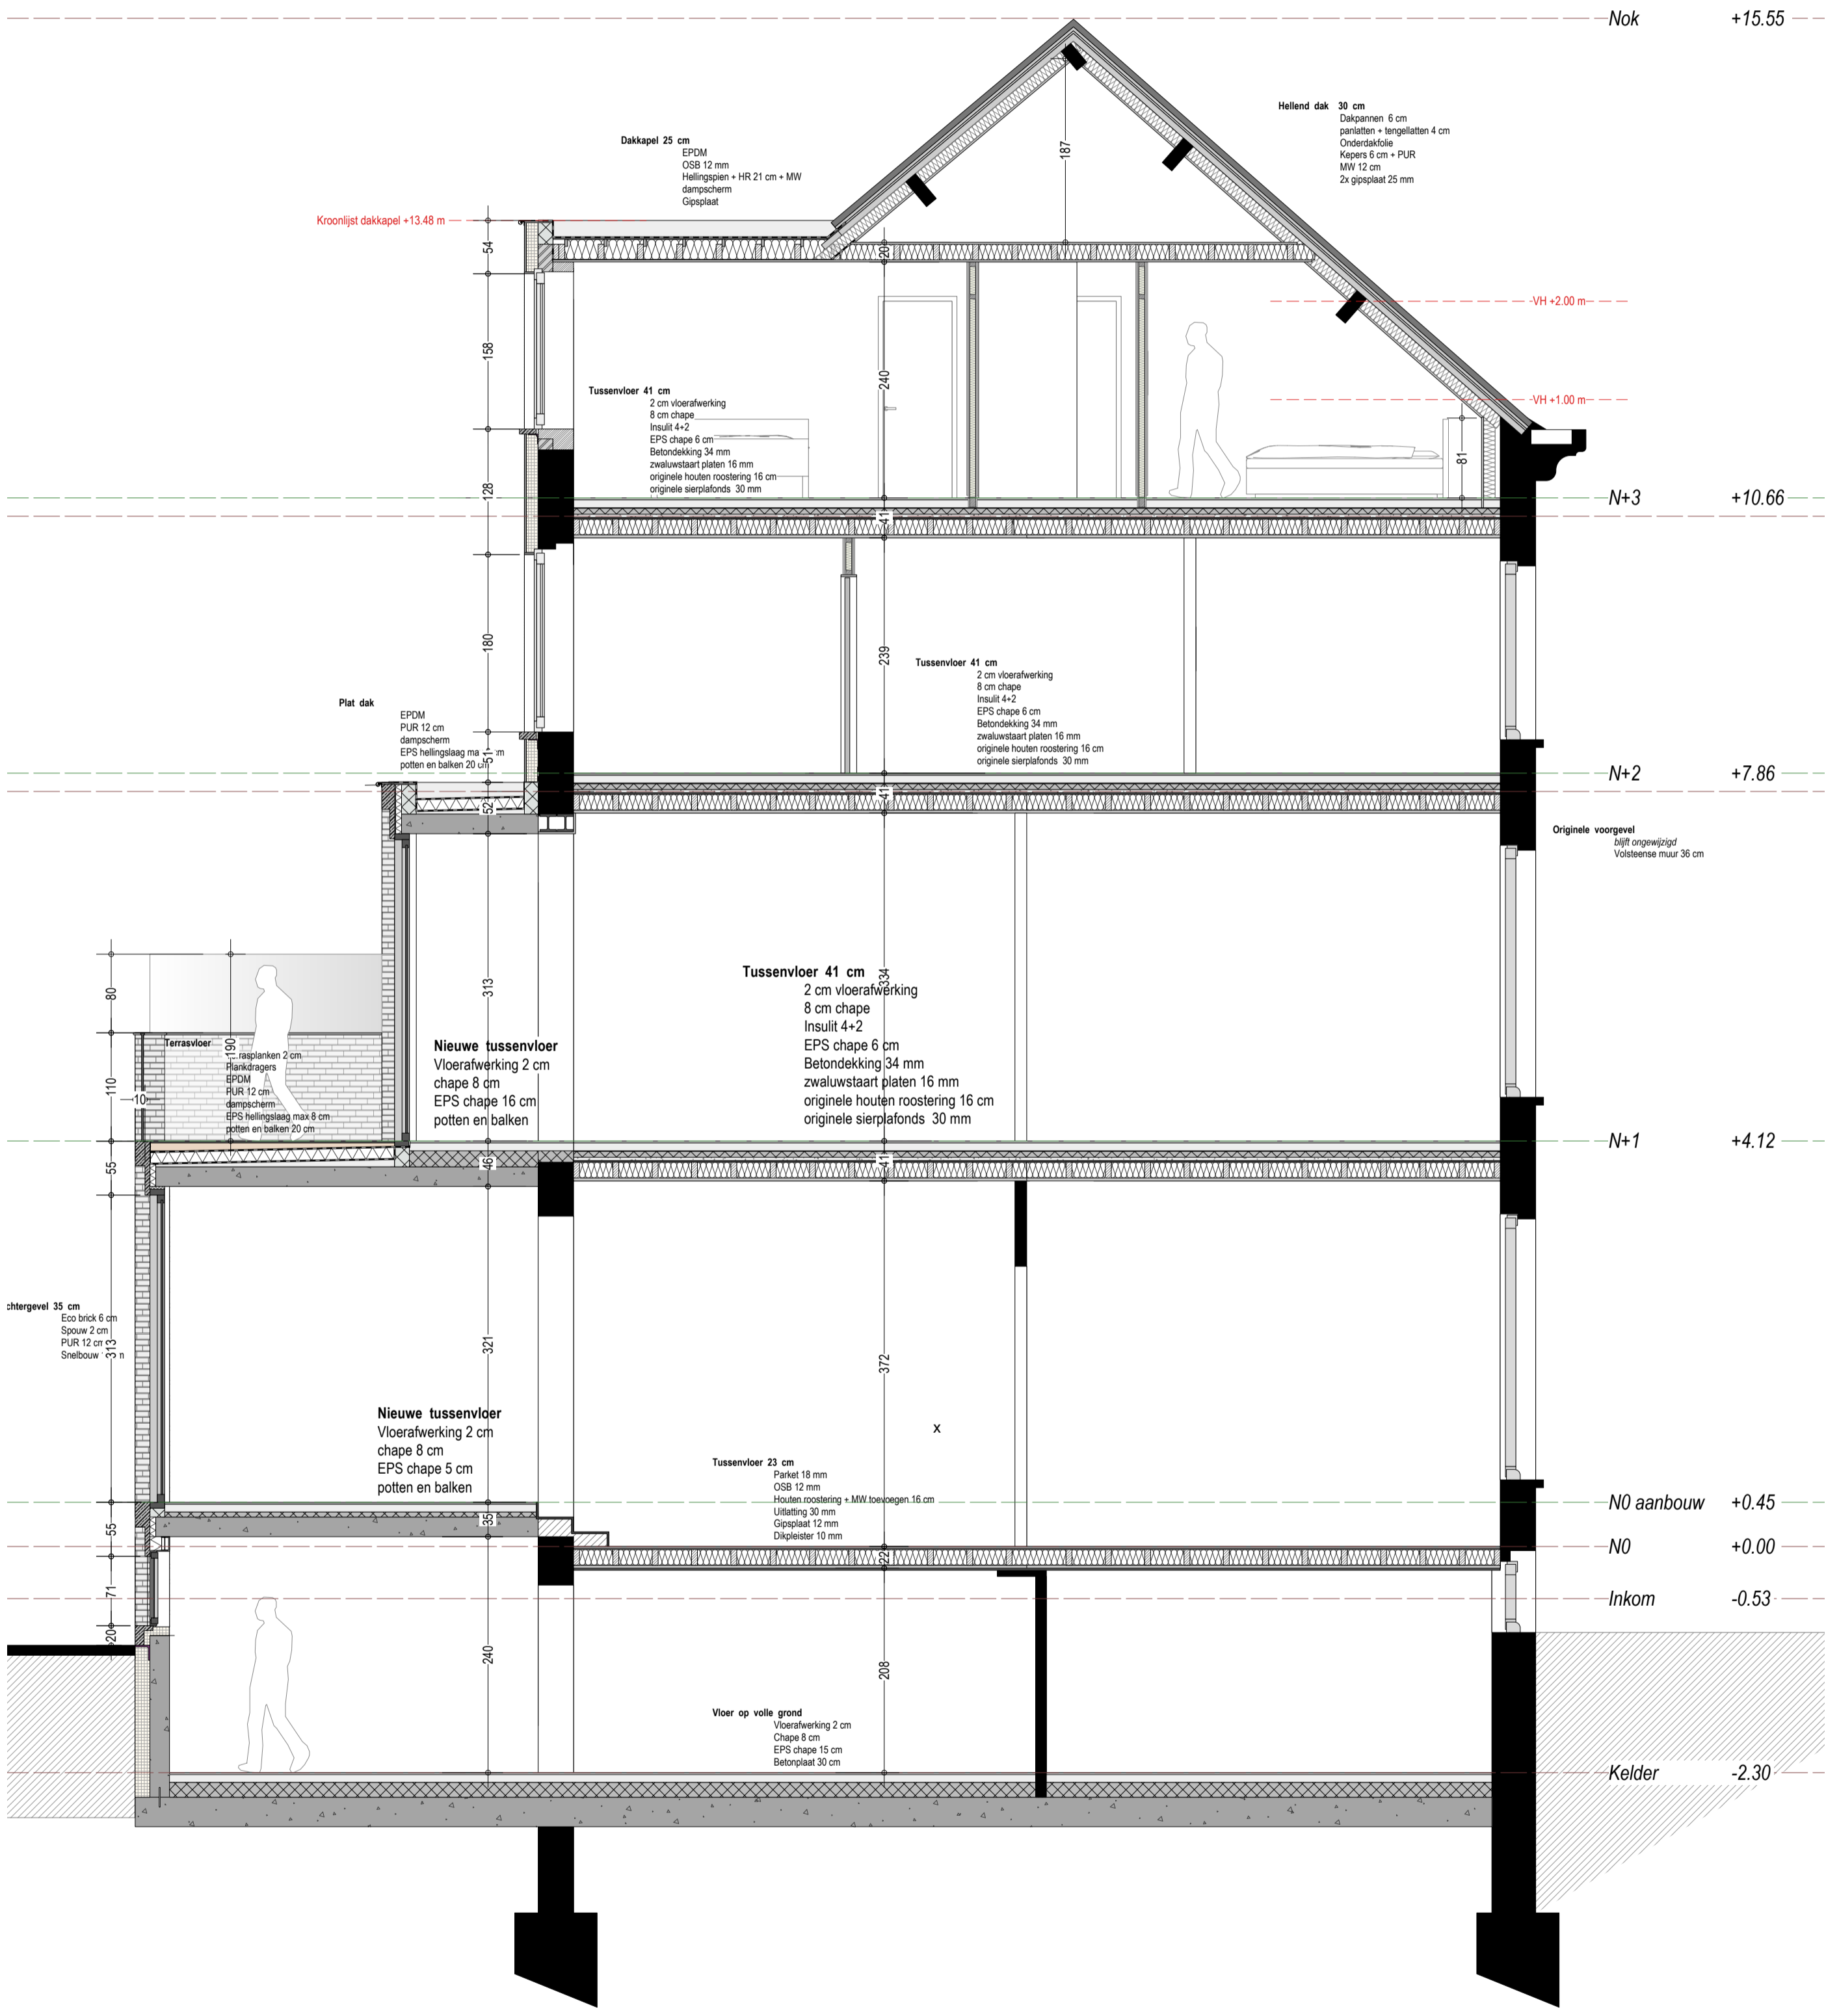 Nok +15.55
Hellend dak 30 cm
Dakpannen 6 cm
panlatten + tengellatten 4 cm
Onderdakfolie
Kepers 6 cm + PUR
MW 12 cm
2x gipsplaat 25 mm
Dakkapel 25 cm
EPDM
OSB 12 mm
Hellingspien + HR 21 cm + MW
dampscherm
Gipsplaat
187
Kroonlijst dakkapel +13.48 m
54
20
VH +2.00 m
158
240
Tussenvloer 41 cm
2 cm vloerafwerking
8 cm chape
Insulit 4+2
EPS chape 6 cm
Betondekking 34 mm
zwaluwstaart platen 16 mm
originele houten roostering 16 cm
originele sierplafonds 30 mm
VH +1.00 m
81
128
N+3 +10.66
41
180
239
Tussenvloer 41 cm
2 cm vloerafwerking
8 cm chape
Insulit 4+2
EPS chape 6 cm
Betondekking 34 mm
zwaluwstaart platen 16 mm
originele houten roostering 16 cm
originele sierplafonds 30 mm
Plat dak
EPDM
PUR 12 cm
dampscherm
EPS hellingslaag
potten en balken 20 cm
51
N+2 +7.86
41
52
Originele voorgevel
blijft ongewijzigd
Volsteense muur 36 cm
80
313
334
Tussenvloer 41 cm
2 cm vloerafwerking
8 cm chape
Insulit 4+2
EPS chape 6 cm
Betondekking 34 mm
zwaluwstaart platen 16 mm
originele houten roostering 16 cm
originele sierplafonds 30 mm
Nieuwe tussenvloer
Vloerafwerking 2 cm
chape 8 cm
EPS chape 16 cm
potten en balken
190
Terrasvloer
rasplanken 2 cm
Plankdragers
EPDM
PUR 12 cm
dampscherm
EPS hellingslaag max 8 cm
potten en balken 20 cm
110
10
N+1 +4.12
55
46
41
chtergevel 35 cm
Eco brick 6 cm
Spouw 2 cm
PUR 12 cm
Snelbouw
313
321
372
x
Nieuwe tussenvloer
Vloerafwerking 2 cm
chape 8 cm
EPS chape 5 cm
potten en balken
Tussenvloer 23 cm
Parket 18 mm
OSB 12 mm
Houten roostering + MW toevoegen 16 cm
Uitlatting 30 mm
Gipsplaat 12 mm
Dikpleister 10 mm
N0 aanbouw +0.45
55
35
N0 +0.00
22
71
Inkom -0.53
20
240
208
Vloer op volle grond
Vloerafwerking 2 cm
Chape 8 cm
EPS chape 15 cm
Betonplaat 30 cm
Kelder -2.30